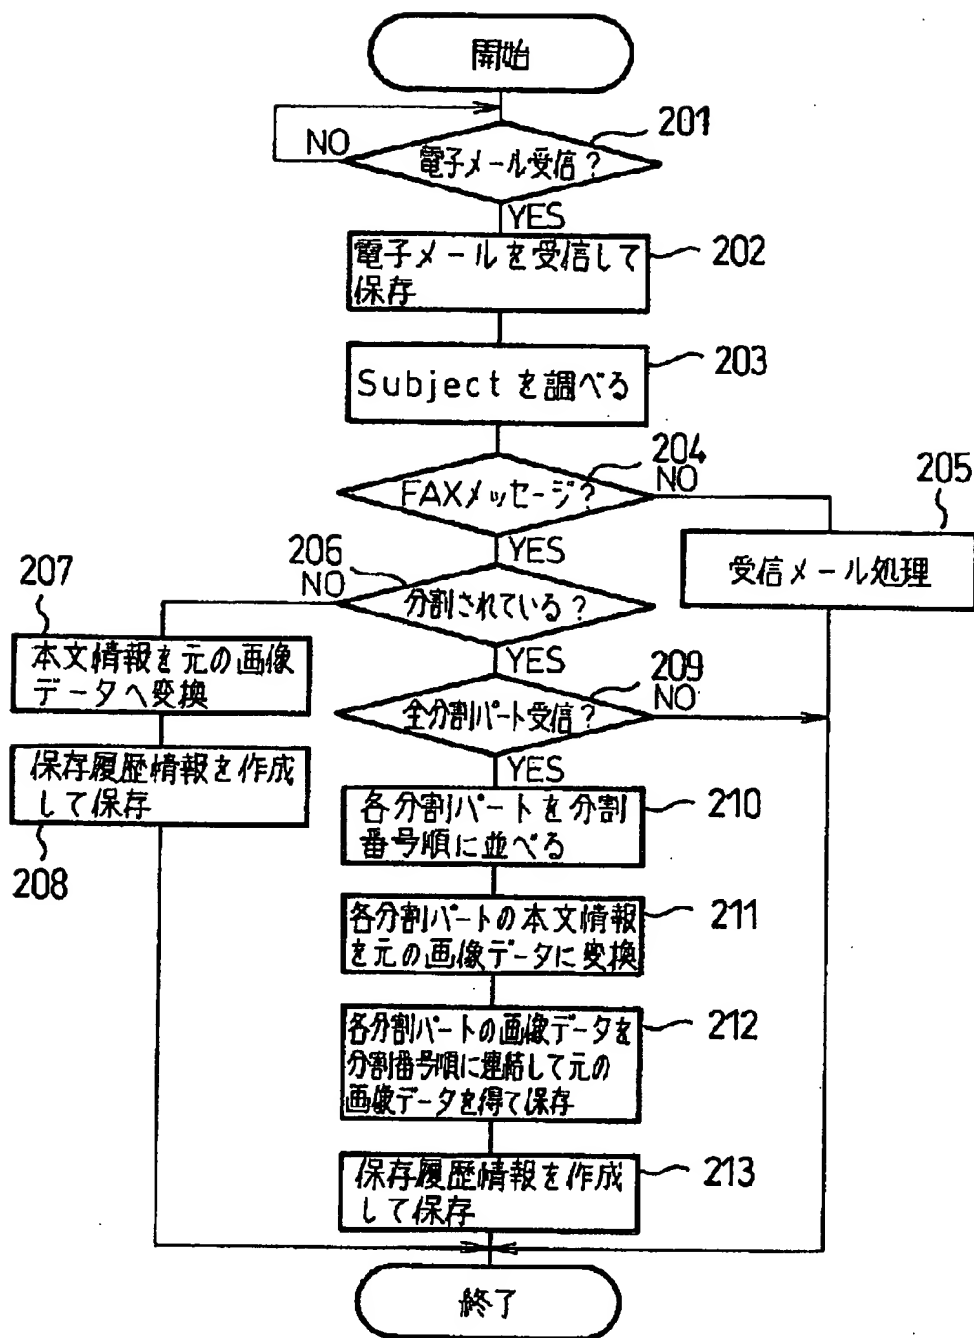 開始
201
NO
電子メール受信?
YES
電子メールを受信して
保存
202
203
Subjectを調べる
204
NO
205
FAXメッセージ?
YES
受信メール処理
206
NO
207
分割されている?
YES
本文情報を元の画像
データへ変換
209
NO
全分割パート受信?
YES
保存履歴情報を作成
して保存
208
各分割パートを分割
番号順に並べる
210
各分割パートの本文情報
を元の画像データに変換
211
各分割パートの画像データを
分割番号順に連結して元の
画像データを得て保存
212
保存履歴情報を作成
して保存
213
終了